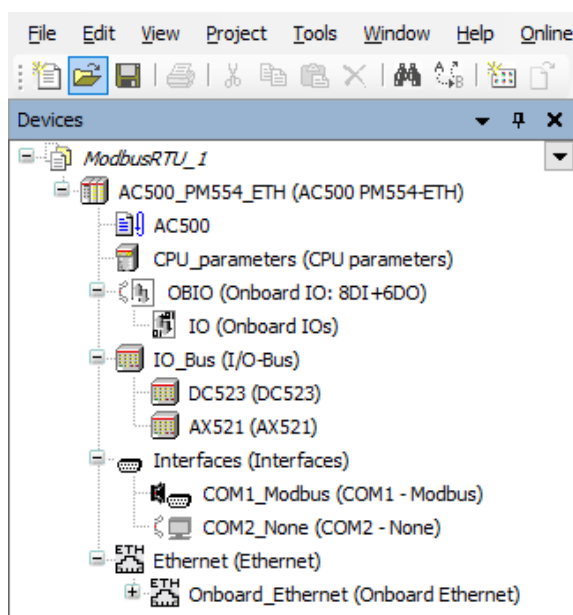 File Edit View Project Tools Window Help Online
Devices
ModbusRTU_1
AC500_PM554_ETH (AC500 PM554-ETH)
AC500
CPU_parameters (CPU parameters)
OBIO (Onboard IO: 8DI+6DO)
IO (Onboard IOs)
IO_Bus (I/O-Bus)
DC523 (DC523)
AX521 (AX521)
Interfaces (Interfaces)
COM1_Modbus (COM1 - Modbus)
COM2_None (COM2 - None)
ETH Ethernet (Ethernet)
ETH Onboard_Ethernet (Onboard Ethernet)